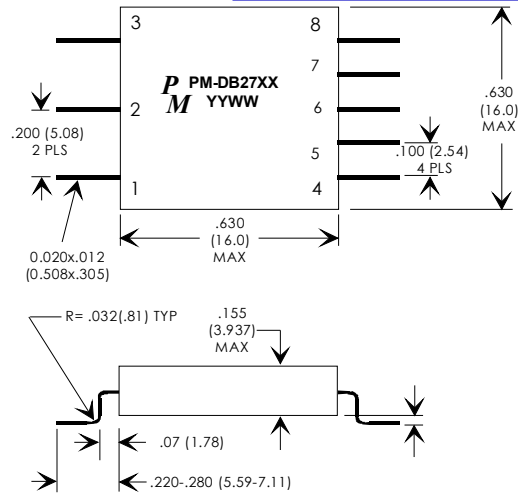 3
8
7
P M PM-DB27XX
YYWW
.630
(16.0)
MAX
2
6
.200 (5.08)
2 PLS
5
.100 (2.54)
4 PLS
1
4
.630
(16.0)
MAX
0.020x.012
(0.508x.305)
R= .032(.81) TYP
.155
(3.937)
MAX
.07 (1.78)
.220-.280 (5.59-7.11)